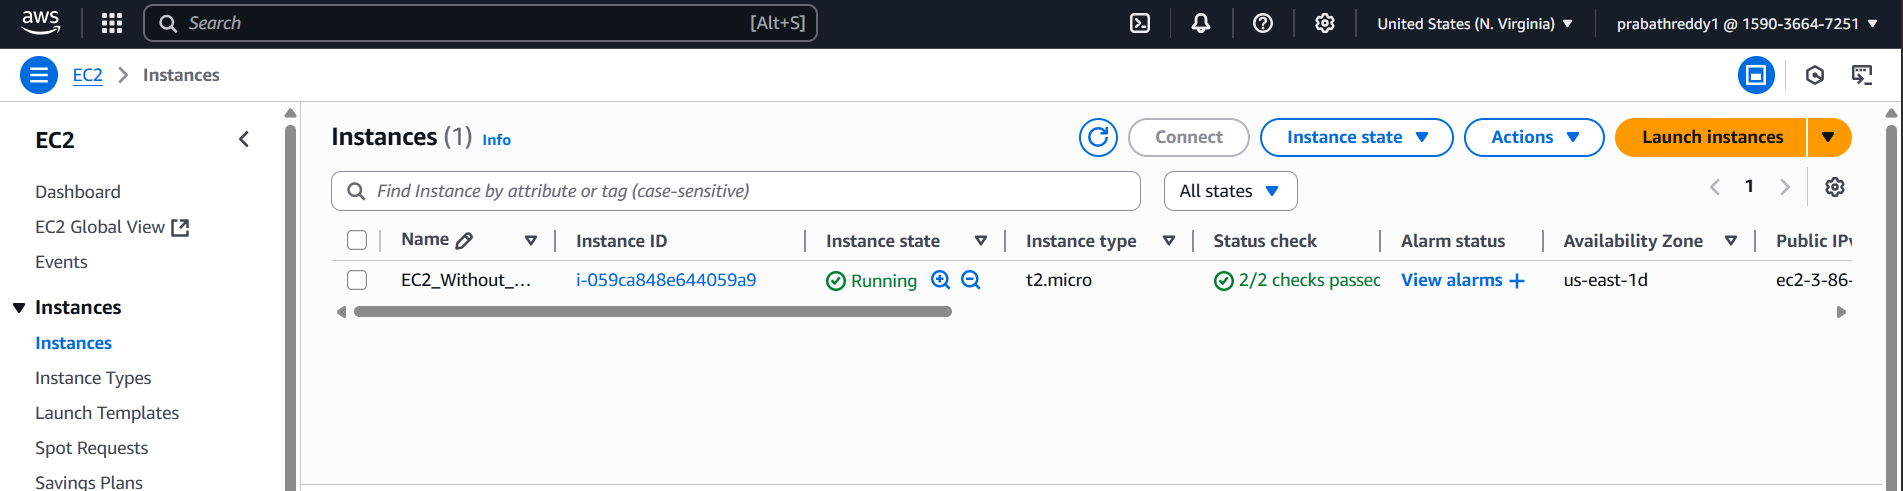 aws Search [Alt+S] United States (N. Virginia) prabathreddy1 @ 1590-3664-7251
EC2 Instances
EC2
Dashboard
EC2 Global View
Events
Instances
Instances
Instance Types
Launch Templates
Spot Requests
Savings Plans
Instances (1) Info Connect Instance state Actions Launch instances
Find Instance by attribute or tag (case-sensitive) All states 1
Name Instance ID Instance state Instance type Status check Alarm status Availability Zone Public IPv
EC2_Without_... i-059ca848e644059a9 Running t2.micro 2/2 checks passed View alarms + us-east-1d ec2-3-86-